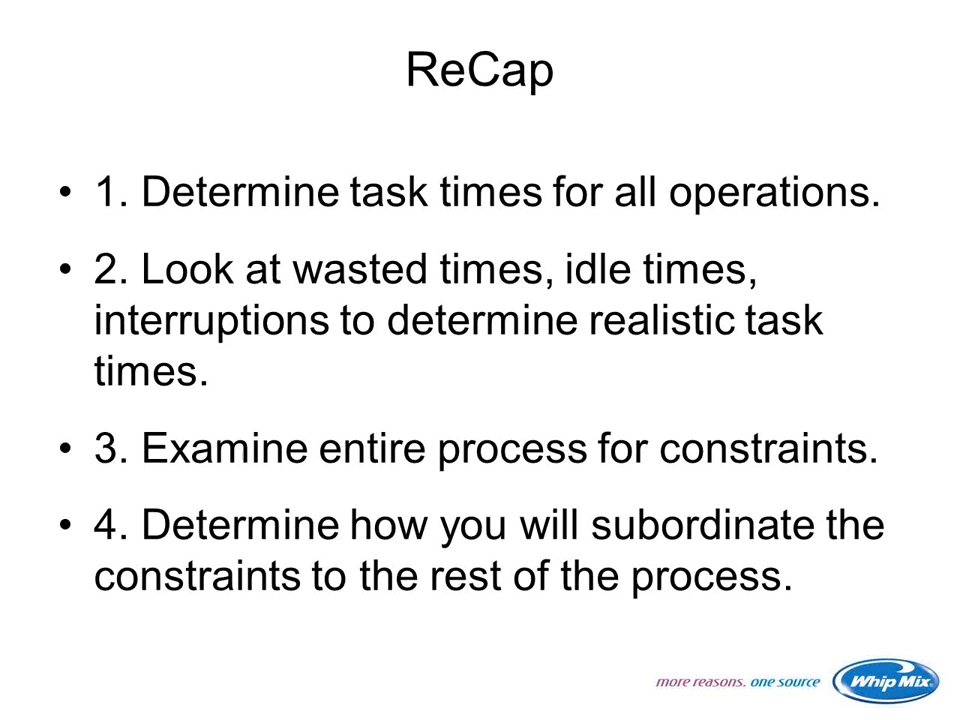 ReCap
• 1. Determine task times for all operations.
• 2. Look at wasted times, idle times,
interruptions to determine realistic task
times.
• 3. Examine entire process for constraints.
• 4. Determine how you will subordinate the
constraints to the rest of the process.
more reasons. one source
Whip Mix